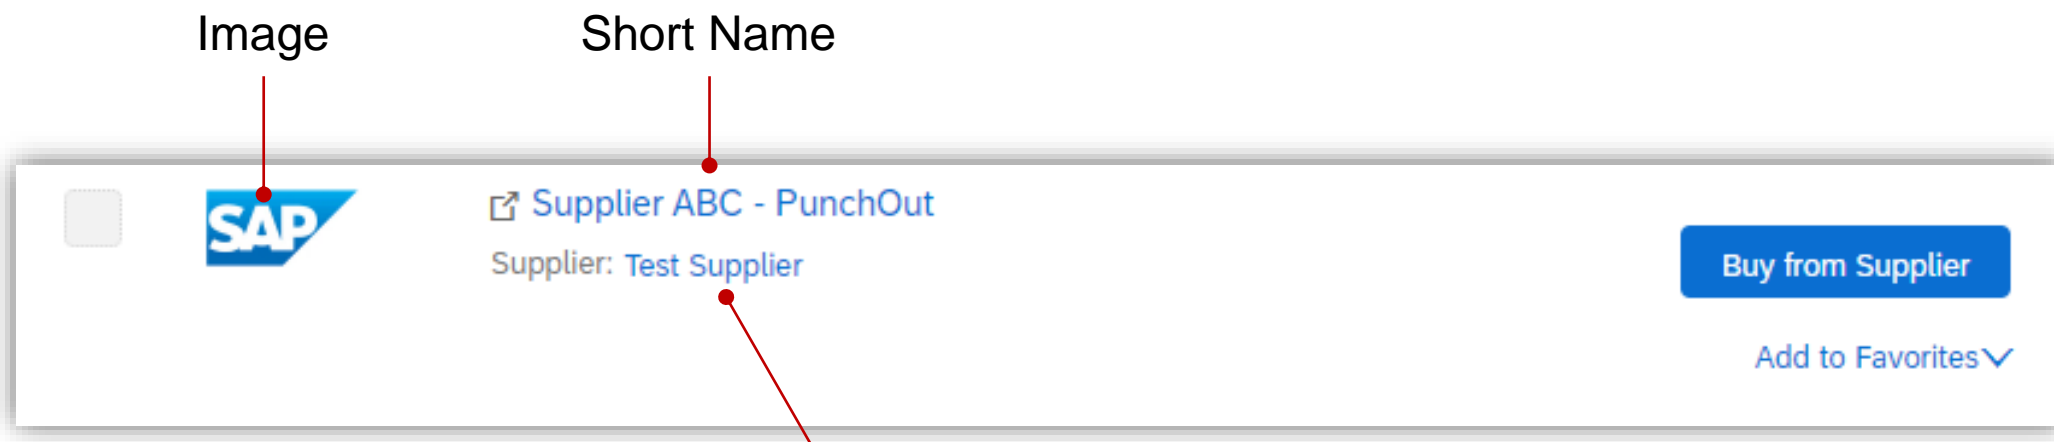 Image
Short Name
SAP
Supplier ABC - PunchOut
Supplier: Test Supplier
Buy from Supplier
Add to Favorites